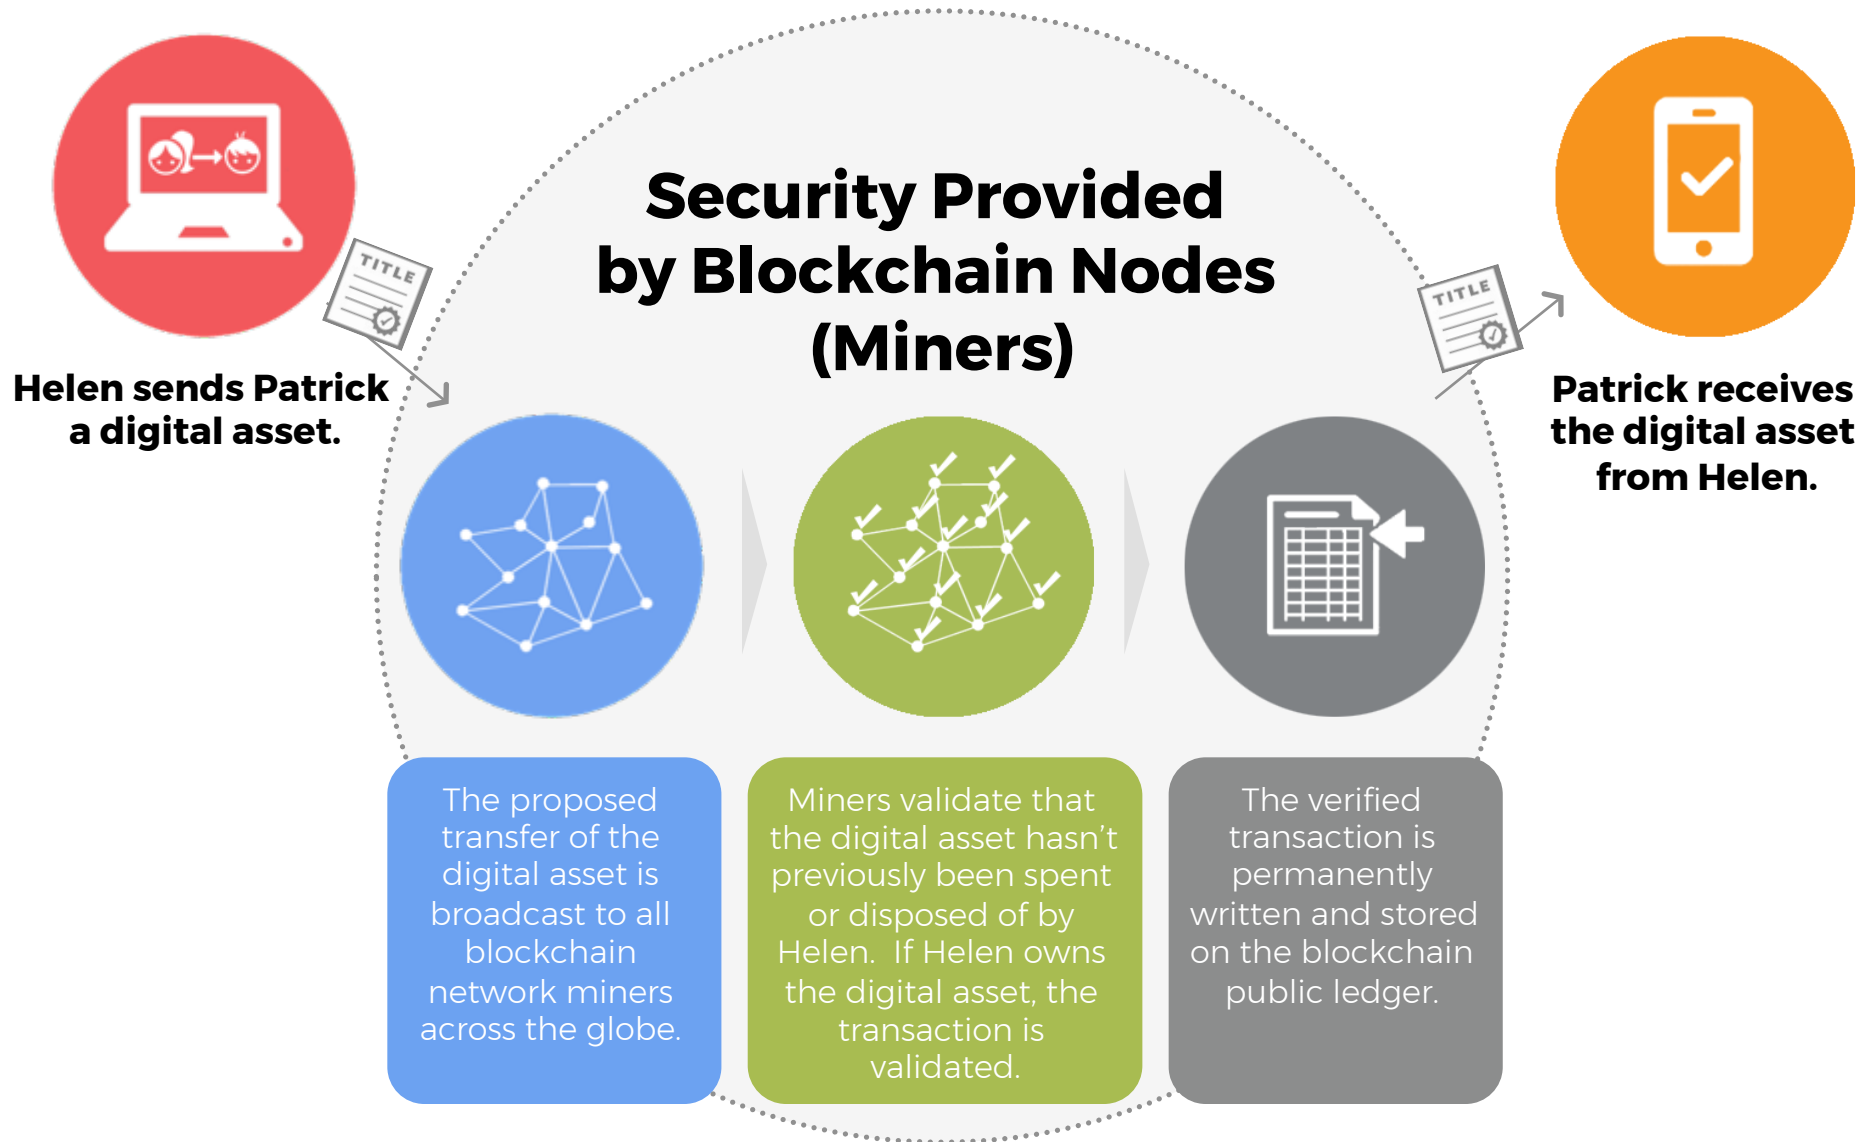 Security Provided
by Blockchain Nodes
(Miners)
TITLE
Helen sends Patrick
a digital asset.
TITLE
Patrick receives
the digital asset
from Helen.
The proposed
transfer of the
digital asset is
broadcast to all
blockchain
network miners
across the globe.
Miners validate that
the digital asset hasn’t
previously been spent
or disposed of by
Helen.  If Helen owns
the digital asset, the
transaction is
validated.
The verified
transaction is
permanently
written and stored
on the blockchain
public ledger.